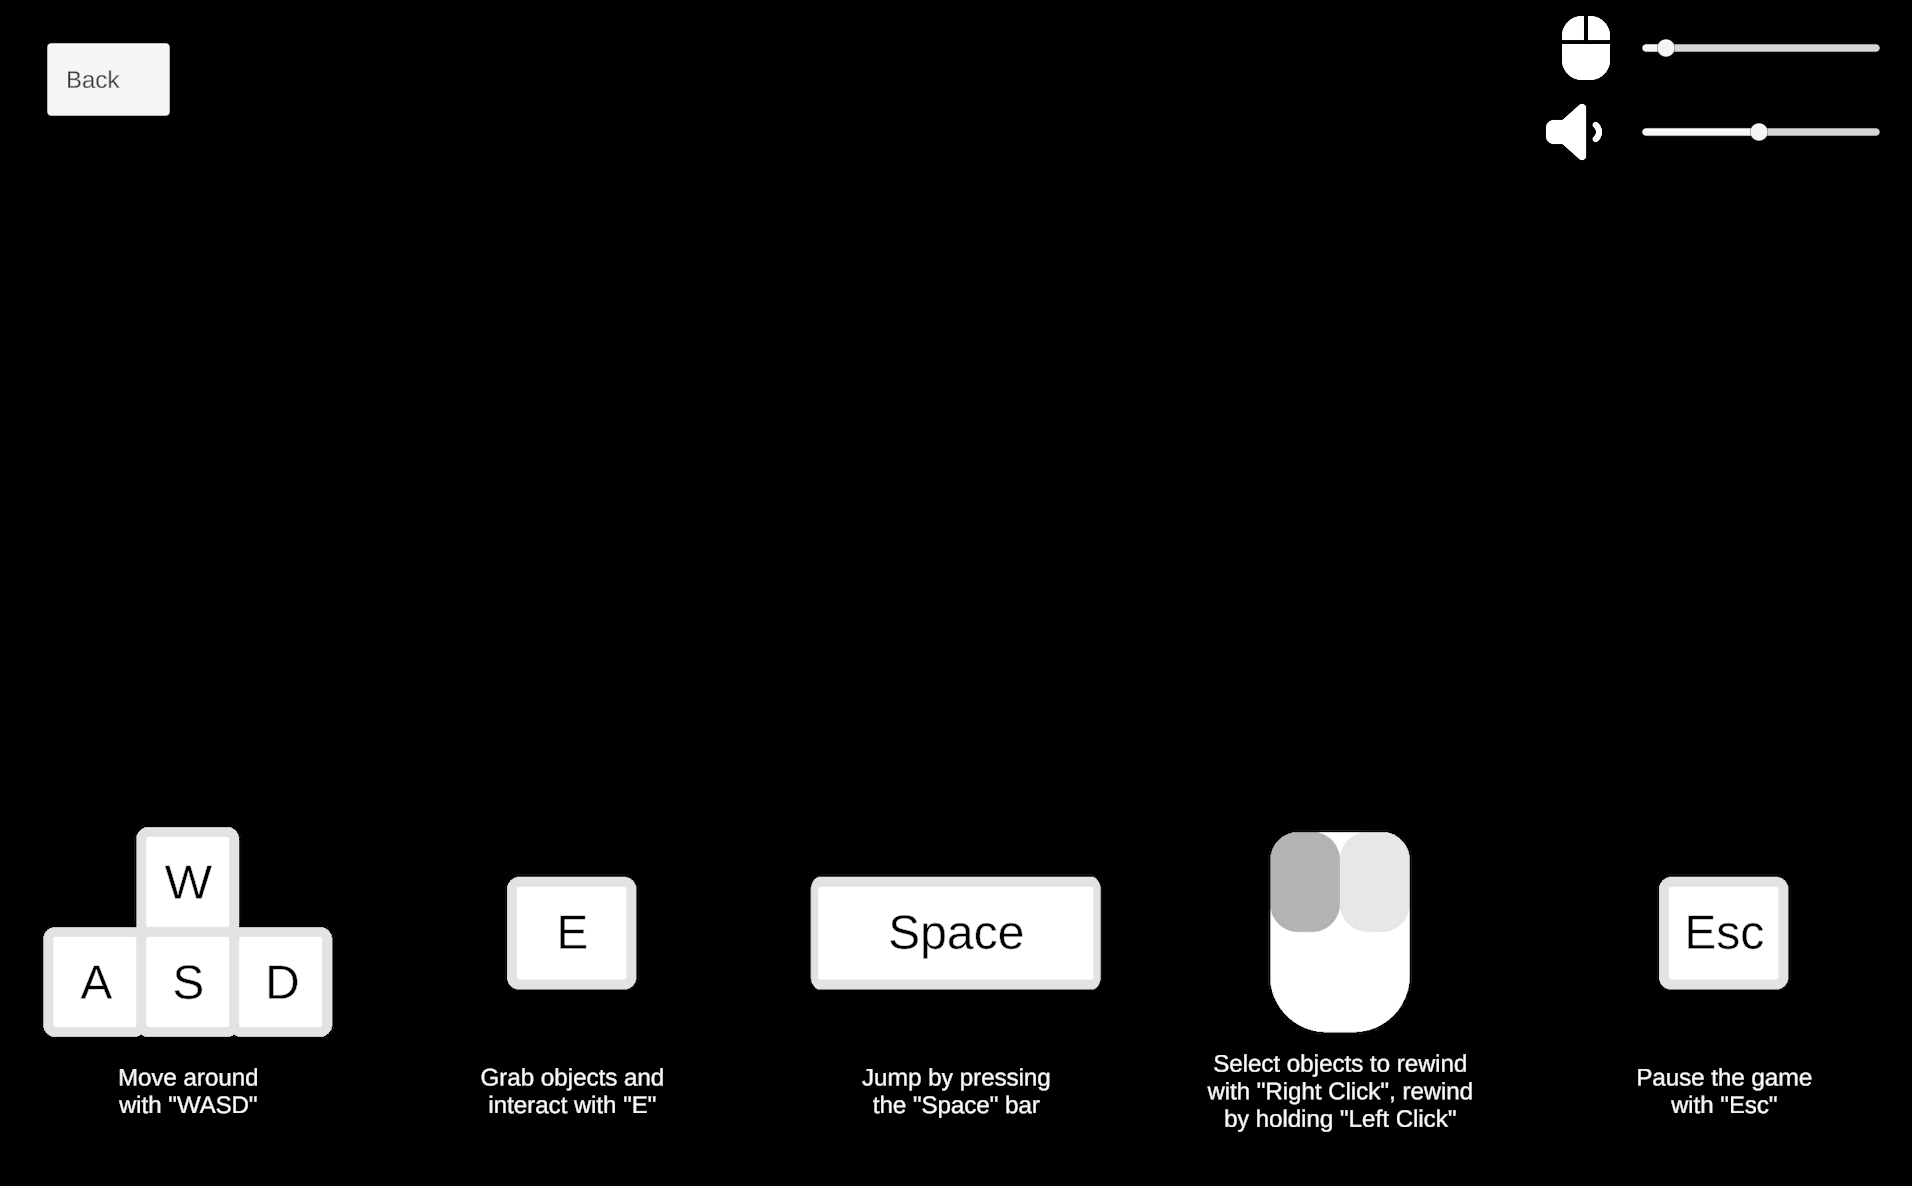 Back
W
A S D
E
Space
Esc
Move around
with "WASD"
Grab objects and
interact with "E"
Jump by pressing
the "Space" bar
Select objects to rewind
with "Right Click", rewind
by holding "Left Click"
Pause the game
with "Esc"